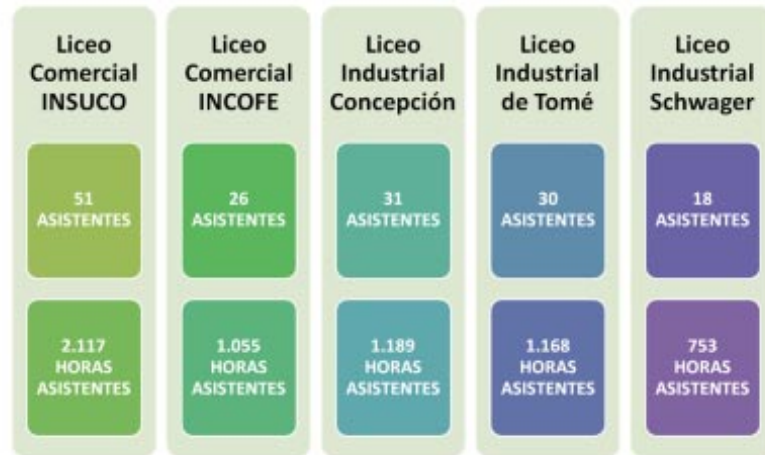 Liceo
Comercial
INSUCO
51
ASISTENTES
2.117
HORAS
ASISTENTES
Liceo
Comercial
INCOFE
26
ASISTENTES
1.055
HORAS
ASISTENTES
Liceo
Industrial
Concepción
31
ASISTENTES
1.189
HORAS
ASISTENTES
Liceo
Industrial
de Tomé
30
ASISTENTES
1.168
HORAS
ASISTENTES
Liceo
Industrial
Schwager
18
ASISTENTES
753
HORAS
ASISTENTES